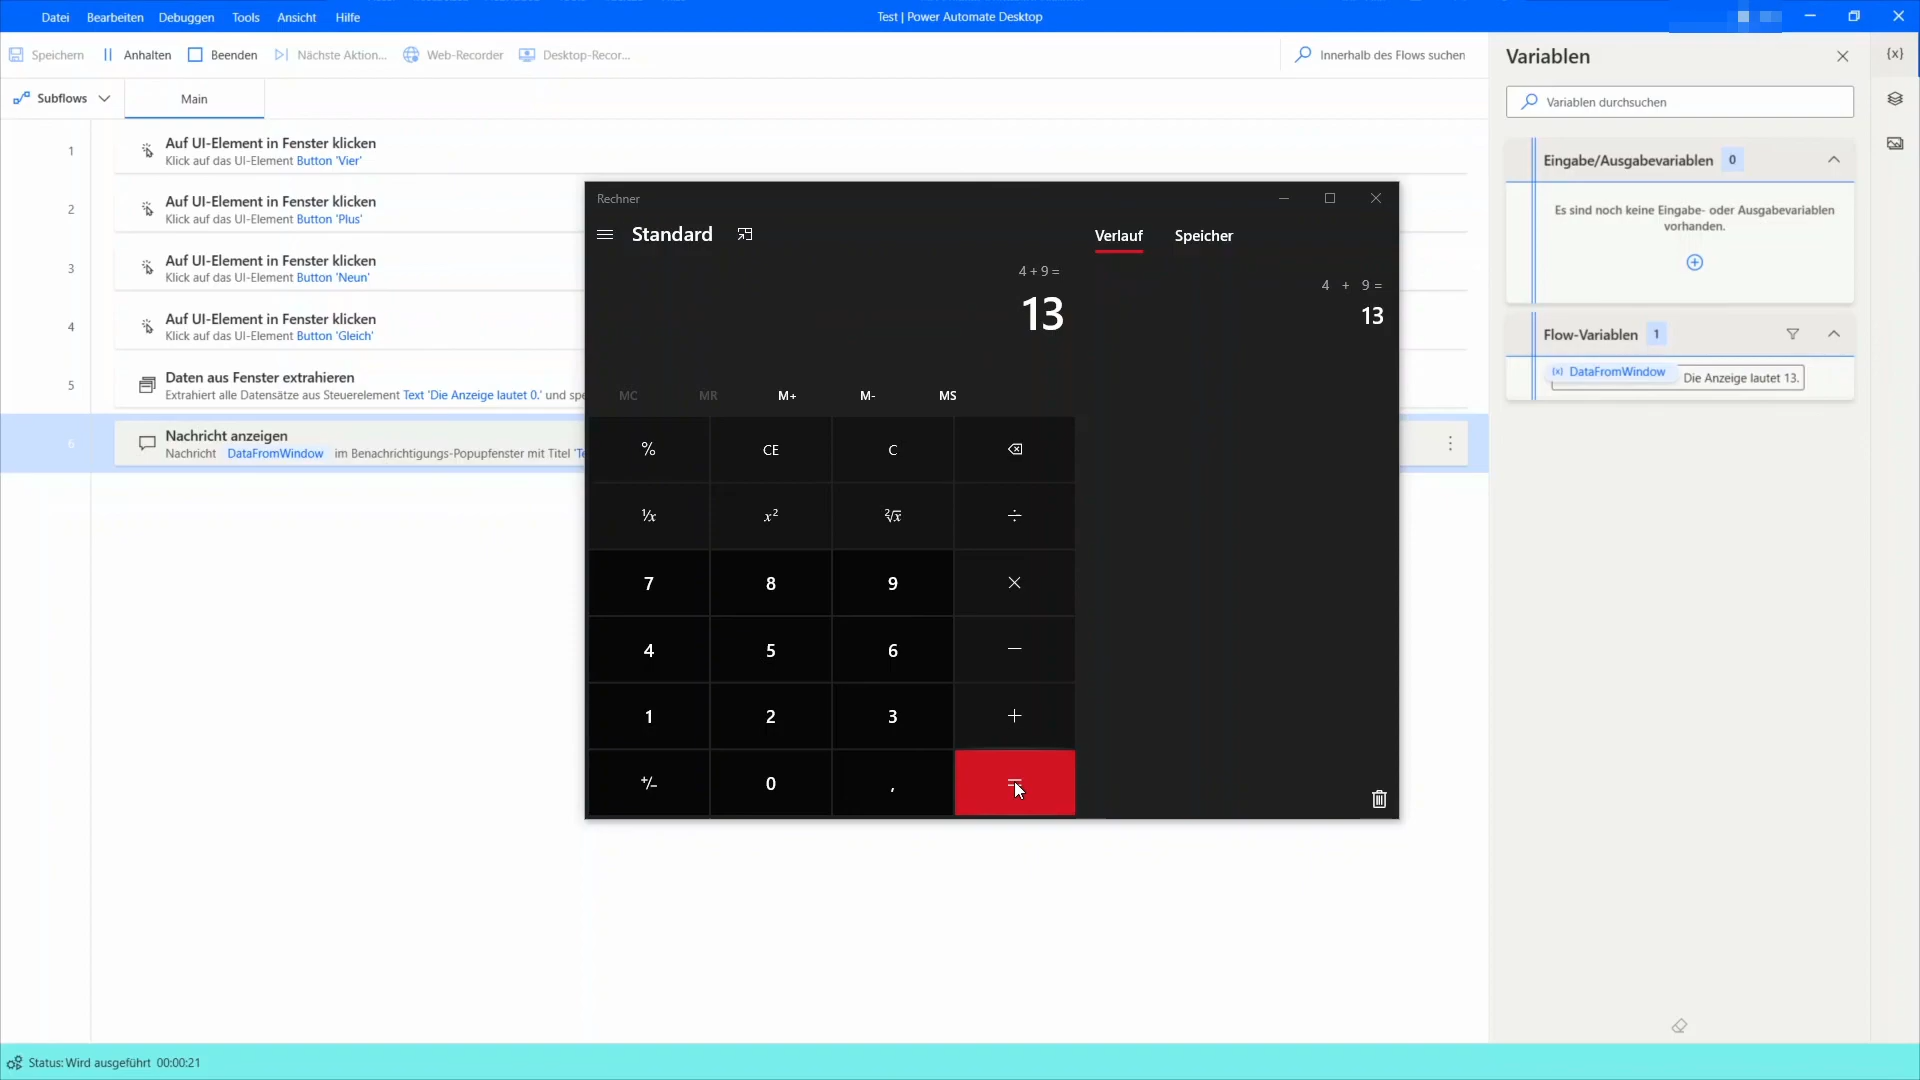 Datei Bearbeiten Debuggen Tools Ansicht Hilfe
Test | Power Automate Desktop
Speichern Anhalten Beenden Nächste Aktion... Web-Recorder Desktop-Recor...
Innerhalb des Flows suchen
Subflows Main
1 Auf UI-Element in Fenster klicken
Klick auf das UI-Element Button 'Vier'
2 Auf UI-Element in Fenster klicken
Klick auf das UI-Element Button 'Plus'
3 Auf UI-Element in Fenster klicken
Klick auf das UI-Element Button 'Neun'
4 Auf UI-Element in Fenster klicken
Klick auf das UI-Element Button 'Gleich'
5 Daten aus Fenster extrahieren
Extrahiert alle Datensätze aus Steuerelement Text 'Die Anzeige lautet 0.' und spe
6 Nachricht anzeigen
Nachricht DataFromWindow im Benachrichtigungs-Popupfenster mit Titel 'Te
Rechner
Standard
4 + 9 =
13
MC MR M+ M- MS
% CE C
⅟x x² ²√x ÷
7 8 9 ×
4 5 6 −
1 2 3 +
+/− 0 , =
Verlauf Speicher
4 + 9 =
13
Variablen
{x}
Variablen durchsuchen
Eingabe/Ausgabevariablen 0
Es sind noch keine Eingabe- oder Ausgabevariablen
vorhanden.
Flow-Variablen 1
{x} DataFromWindow Die Anzeige lautet 13.
Status: Wird ausgeführt 00:00:21